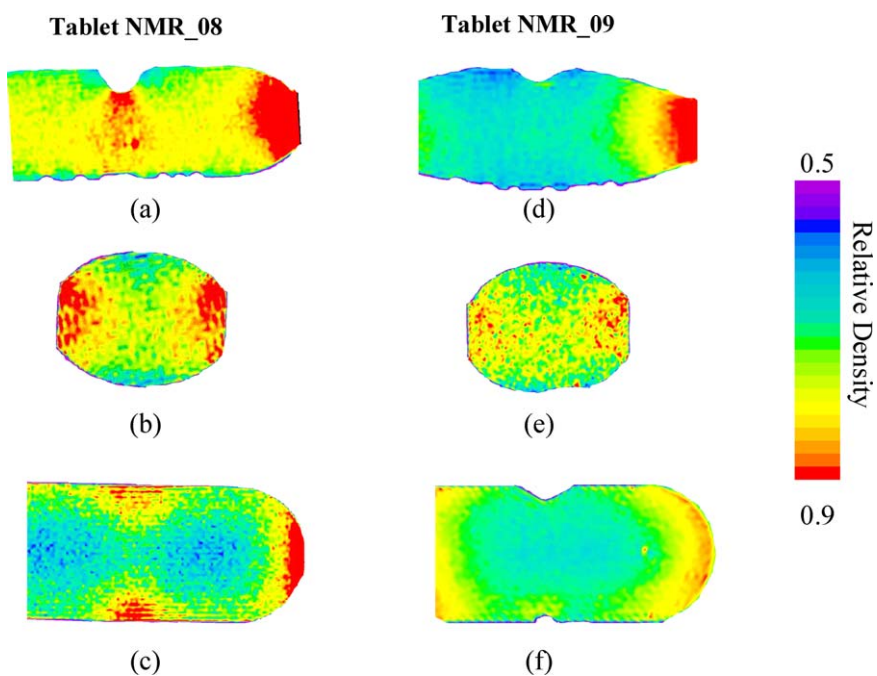 Tablet NMR_08
Tablet NMR_09
(a)
(d)
0.5
(b)
(e)
Relative Density
0.9
(c)
(f)